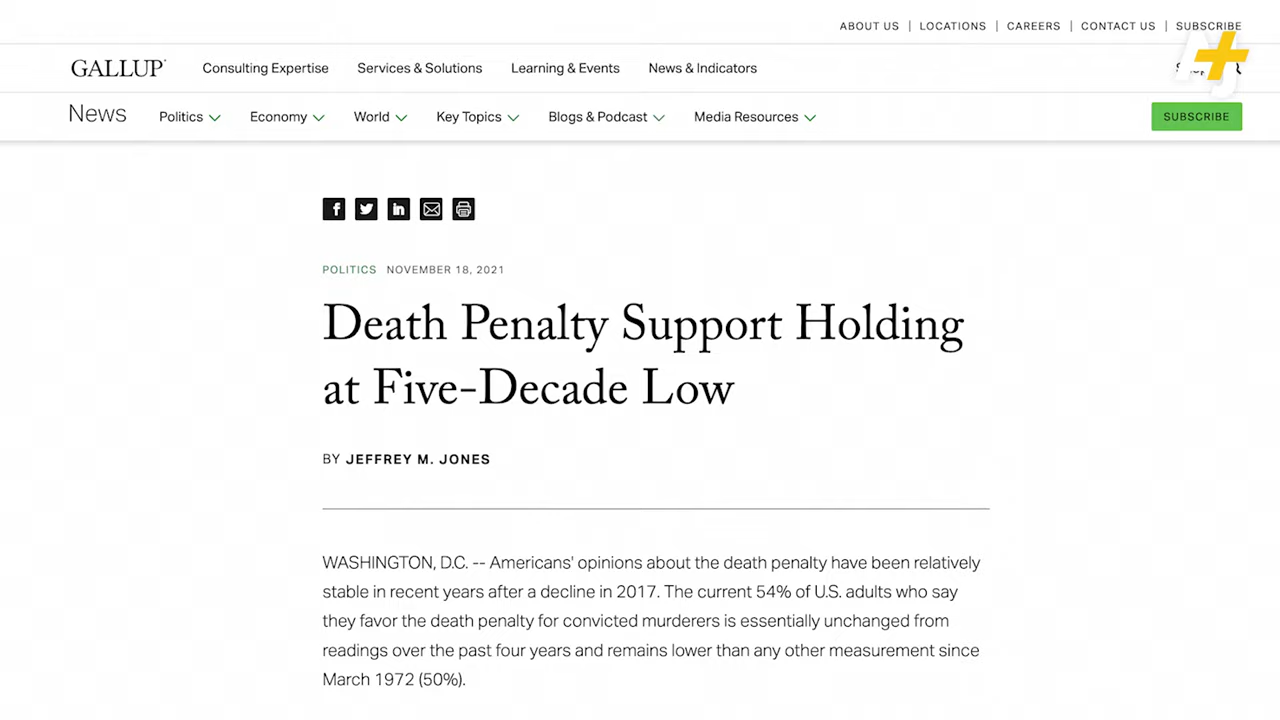 ABOUT US | LOCATIONS | CAREERS | CONTACT US | SUBSCRIBE
GALLUP® Consulting Expertise Services & Solutions Learning & Events News & Indicators
News Politics Economy World Key Topics Blogs & Podcast Media Resources SUBSCRIBE
POLITICS NOVEMBER 18, 2021
Death Penalty Support Holding
at Five-Decade Low
BY JEFFREY M. JONES
WASHINGTON, D.C. -- Americans' opinions about the death penalty have been relatively
stable in recent years after a decline in 2017. The current 54% of U.S. adults who say
they favor the death penalty for convicted murderers is essentially unchanged from
readings over the past four years and remains lower than any other measurement since
March 1972 (50%).